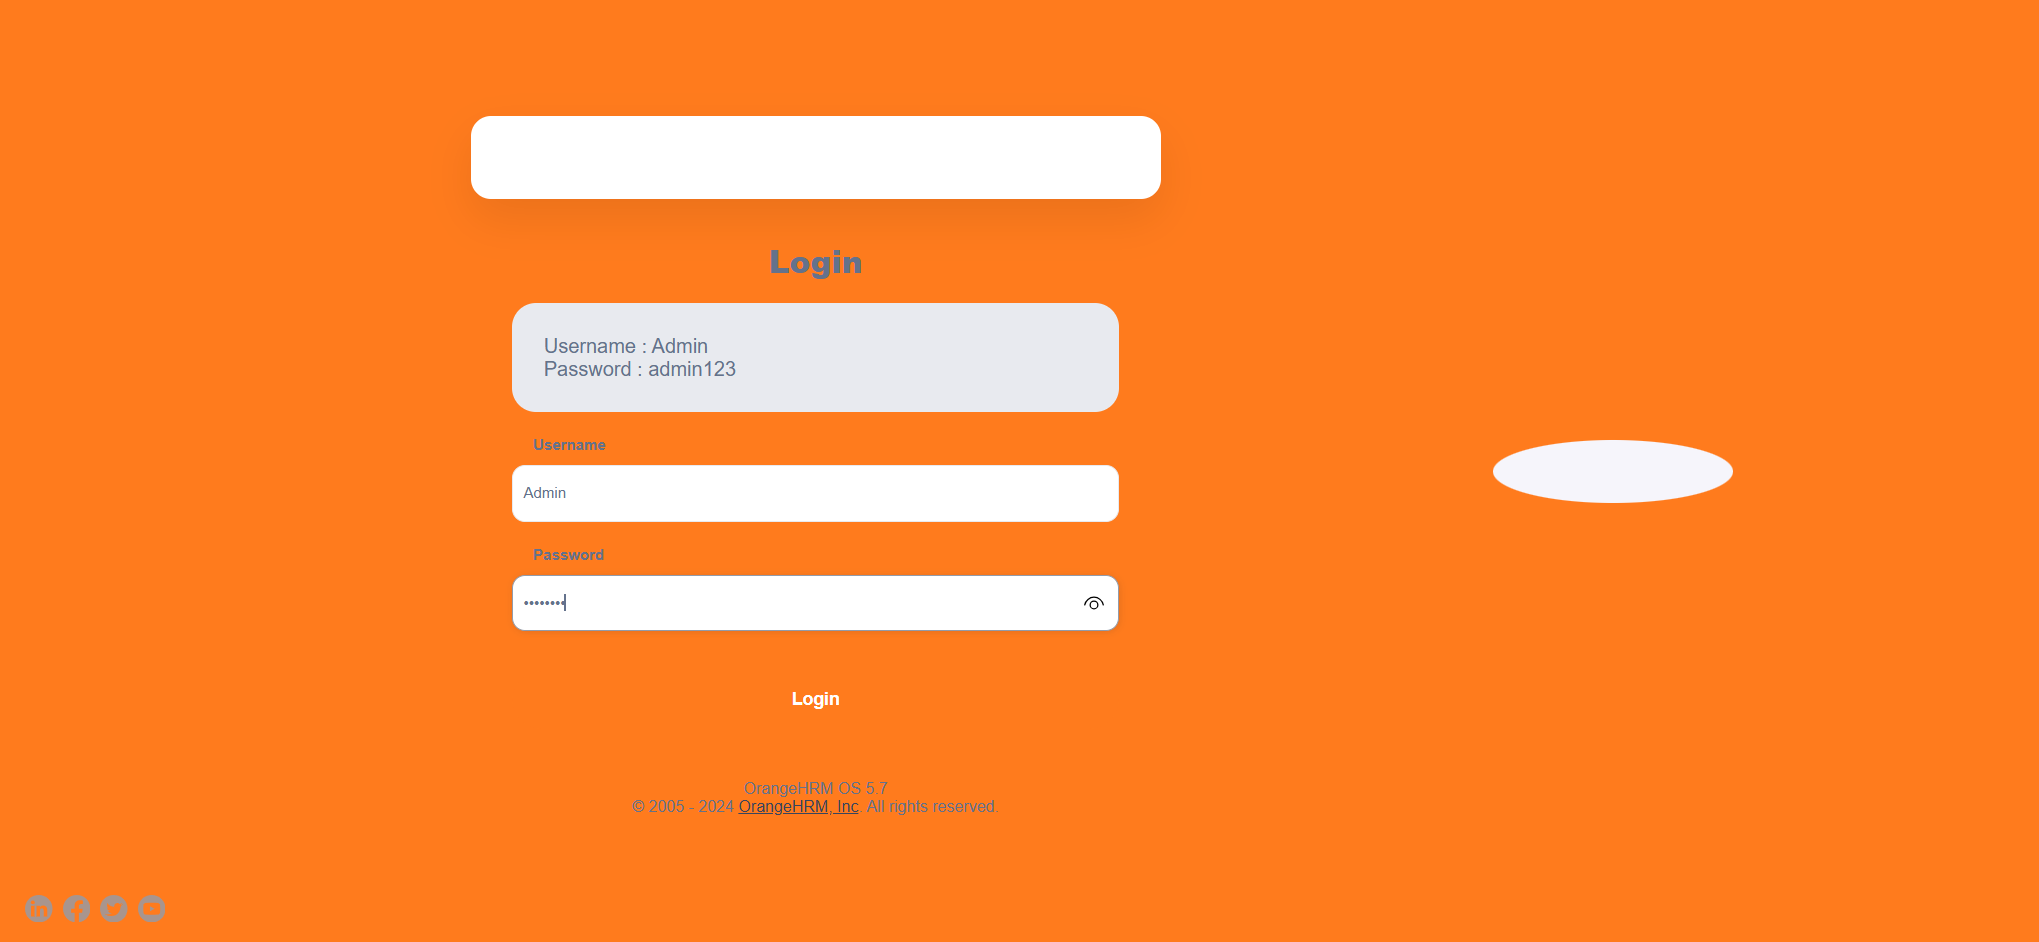 Login
Username : Admin
Password : admin123
Username
Admin
Password
••••••••
Login
OrangeHRM OS 5.7
© 2005 - 2024 OrangeHRM, Inc. All rights reserved.